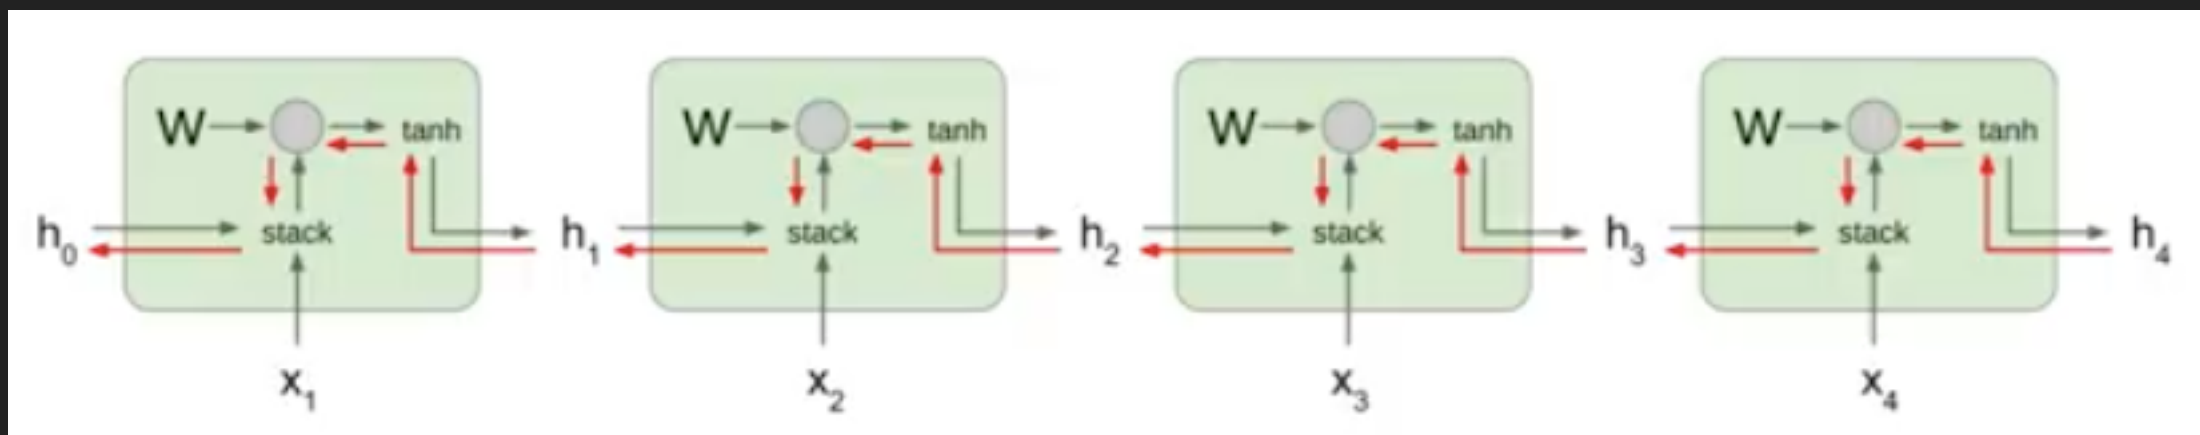 W tanh W tanh W tanh W tanh
h₀ stack h₁ stack h₂ stack h₃ stack h₄
x₁ x₂ x₃ x₄